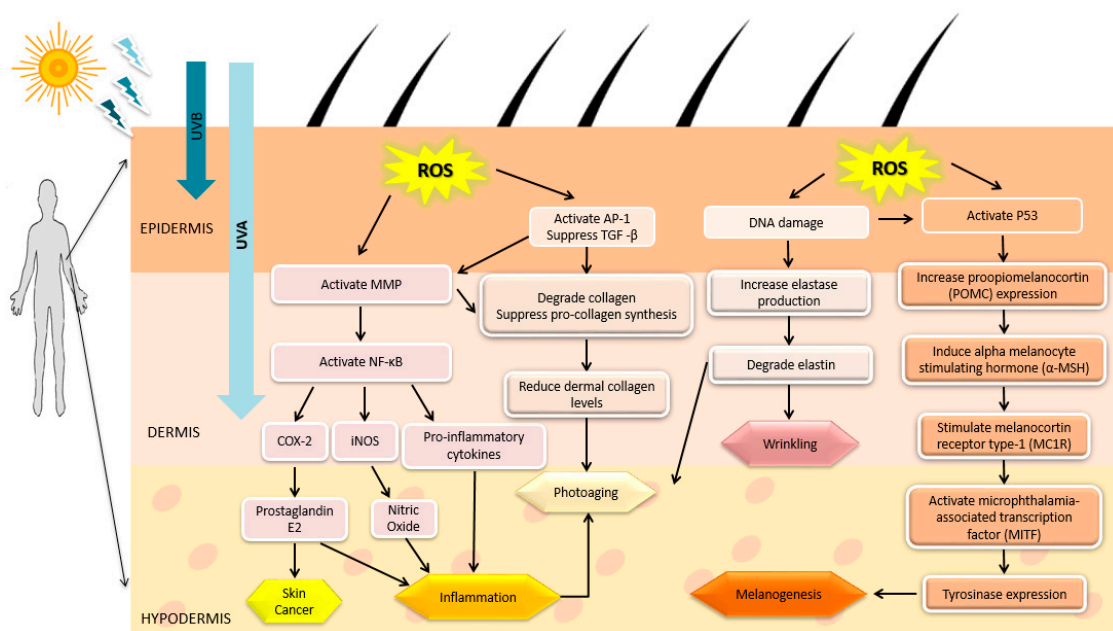 UVB
UVA
EPIDERMIS
DERMIS
HYPODERMIS
ROS
Activate AP-1
Suppress TGF -β
Activate MMP
Degrade collagen
Suppress pro-collagen synthesis
Activate NF-κB
Reduce dermal collagen
levels
COX-2
iNOS
Pro-inflammatory
cytokines
Prostaglandin
E2
Nitric
Oxide
Photoaging
Skin
Cancer
Inflammation
ROS
DNA damage
Activate P53
Increase elastase
production
Degrade elastin
Wrinkling
Increase proopiomelanocortin
(POMC) expression
Induce alpha melanocyte
stimulating hormone (α-MSH)
Stimulate melanocortin
receptor type-1 (MC1R)
Activate microphthalamia-
associated transcription
factor (MITF)
Tyrosinase expression
Melanogenesis